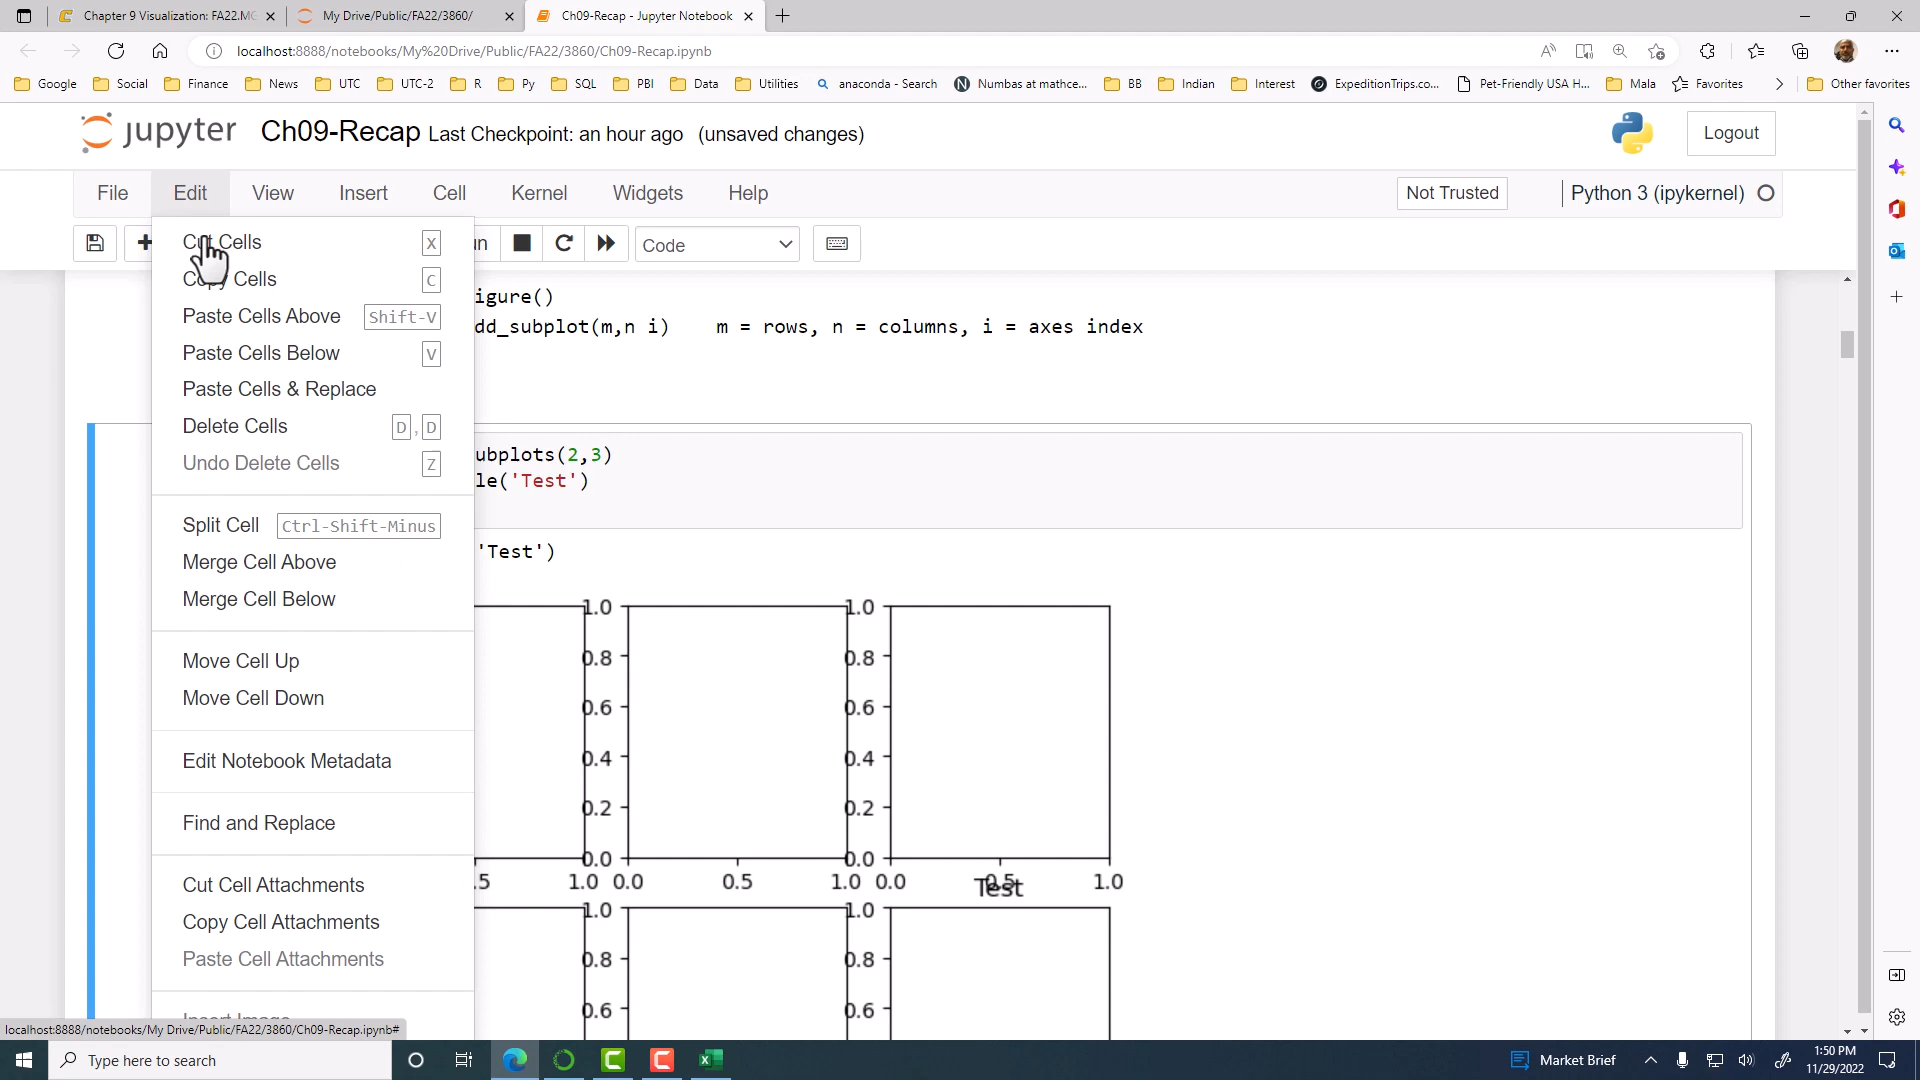 Chapter 9 Visualization: FA22.MG
My Drive/Public/FA22/3860/
Ch09-Recap - Jupyter Notebook
localhost:8888/notebooks/My%20Drive/Public/FA22/3860/Ch09-Recap.ipynb
Google Social Finance News UTC UTC-2 R Py SQL PBI Data Utilities anaconda - Search Numbas at mathce... BB Indian Interest ExpeditionTrips.co... Pet-Friendly USA H... Mala Favorites Other favorites
jupyter Ch09-Recap Last Checkpoint: an hour ago (unsaved changes) Logout
File Edit View Insert Cell Kernel Widgets Help Not Trusted Python 3 (ipykernel)
un Code
Cut Cells X
Copy Cells C
Paste Cells Above Shift-V
Paste Cells Below V
Paste Cells & Replace
Delete Cells D, D
Undo Delete Cells Z
Split Cell Ctrl-Shift-Minus
Merge Cell Above
Merge Cell Below
Move Cell Up
Move Cell Down
Edit Notebook Metadata
Find and Replace
Cut Cell Attachments
Copy Cell Attachments
Paste Cell Attachments
igure()
dd_subplot(m,n i) m = rows, n = columns, i = axes index
ubplots(2,3)
le('Test')
'Test')
1.0 1.0
0.8 0.8
0.6 0.6
0.4 0.4
0.2 0.2
0.0 0.0
.5 1.0 0.0 0.5 1.0 0.0 0.5 1.0
Test
1.0 1.0
0.8 0.8
0.6 0.6
localhost:8888/notebooks/My Drive/Public/FA22/3860/Ch09-Recap.ipynb#
Type here to search
Market Brief
1:50 PM
11/29/2022